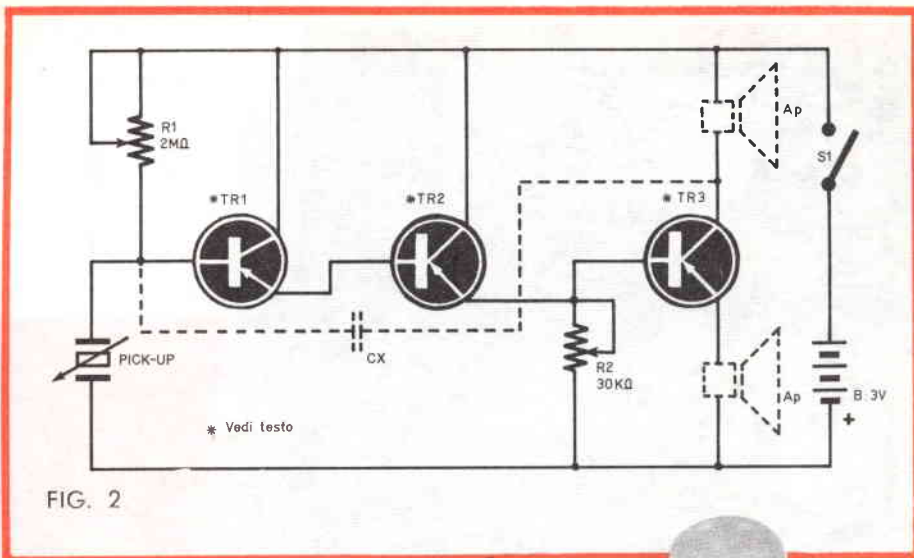 R1
2MΩ
*TR1
*TR2
*TR3
Ap
S1
PICK-UP
CX
R2
30KΩ
Ap
B: 3V
+
* Vedi testo
FIG. 2